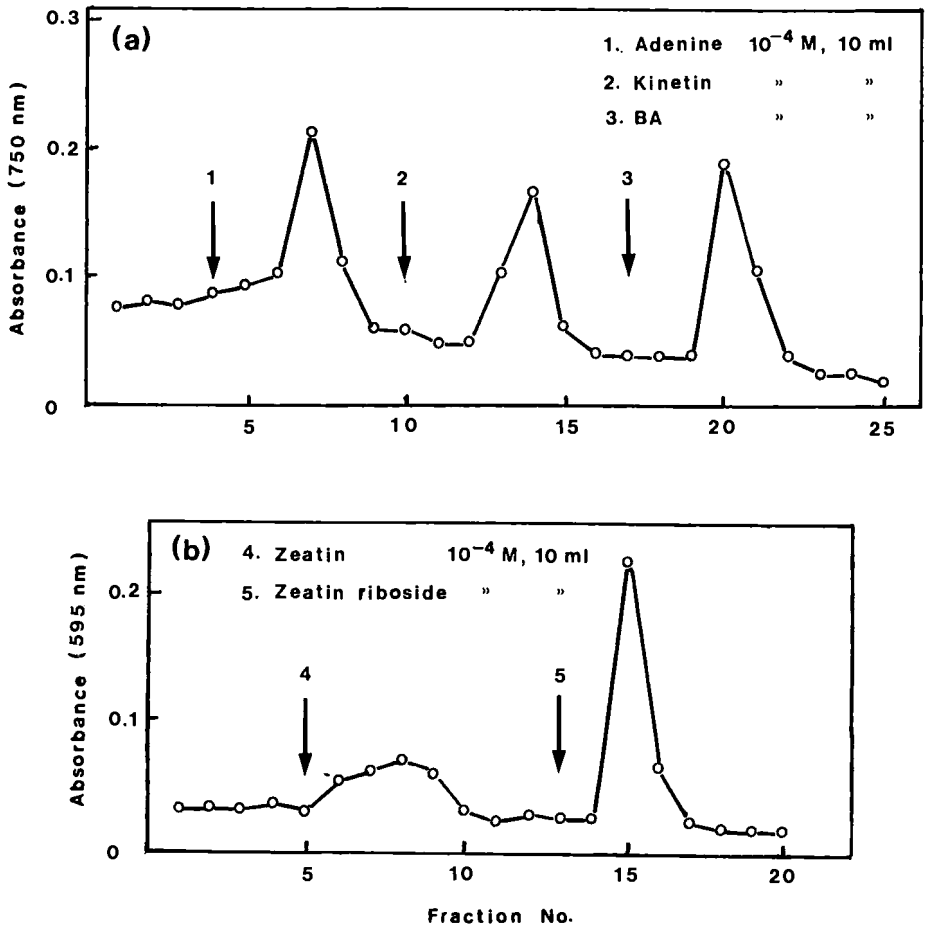 (a)
1. Adenine 10⁻⁴ M, 10 ml
2. Kinetin " "
3. BA " "
Absorbance (750 nm)
0.3
0.2
0.1
0
1
2
3
5
10
15
20
25
(b)
4. Zeatin 10⁻⁴ M, 10 ml
5. Zeatin riboside " "
Absorbance (595 nm)
0.2
0.1
0
4
5
5
10
15
20
Fraction No.